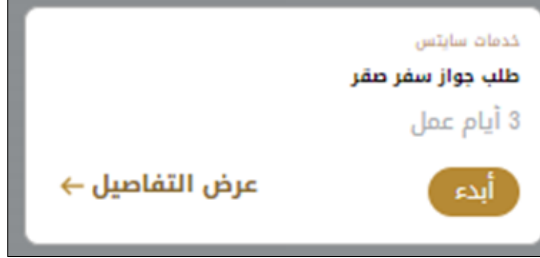 خدمات سايتس
طلب جواز سفر صقر
3 أيام عمل
أبدء
عرض التفاصيل ←